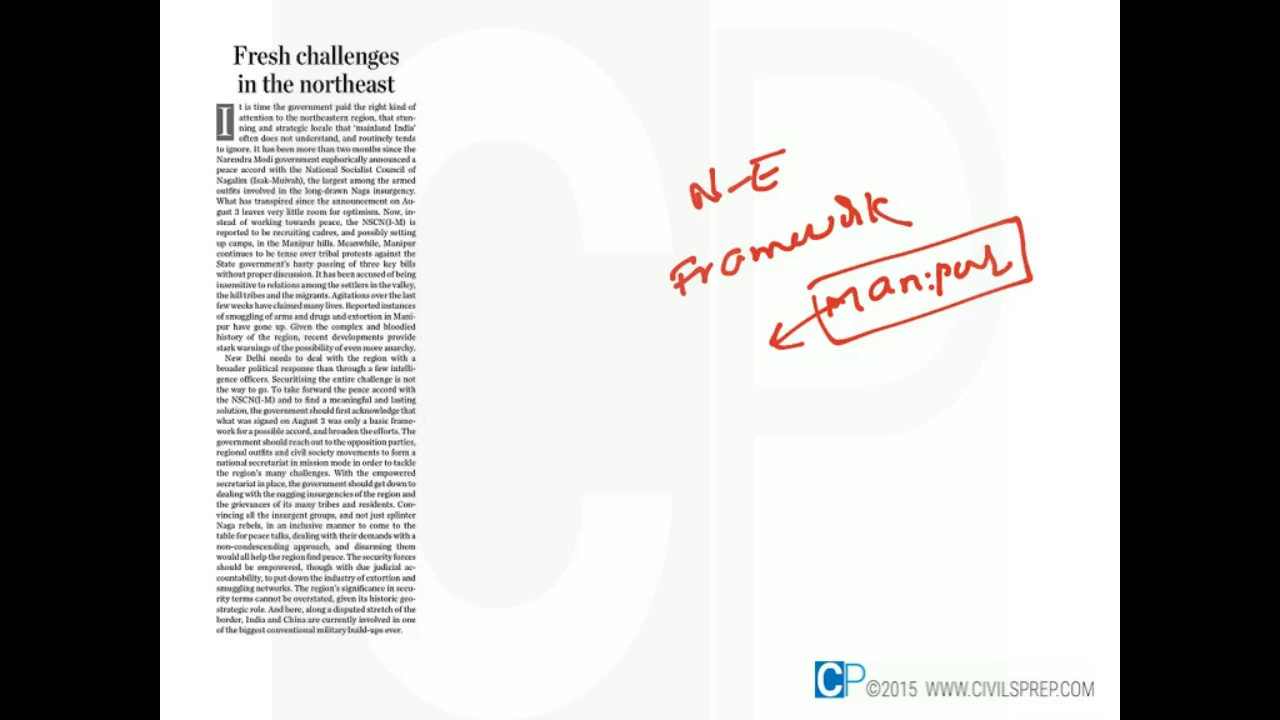 Fresh challenges
in the northeast
It is time the government paid the right kind of
attention to the northeastern region, that stun-
ning and strategic locale that 'mainland India'
often does not understand, and routinely tends
to ignore. It has been more than two months since the
Narendra Modi government euphorically announced a
peace accord with the National Socialist Council of
Nagalim (Isak-Muivah), the largest among the armed
outfits involved in the long-drawn Naga insurgency.
What has transpired since the announcement on Au-
gust 3 leaves very little room for optimism. Now, in-
stead of working towards peace, the NSCN(I-M) is
reported to be recruiting cadres, and possibly setting
up camps, in the Manipur hills. Meanwhile, Manipur
continues to be tense over tribal protests against the
State government's hasty passing of three key bills
without proper discussion. It has been accused of being
insensitive to relations among the settlers in the valley,
the hill tribes and the migrants. Agitations over the last
few weeks have claimed many lives. Reported instances
of smuggling of arms and drugs and extortion in Mani-
pur have gone up. Given the complex and bloodied
history of the region, recent developments provide
stark warnings of the possibility of even more anarchy.
New Delhi needs to deal with the region with a
broader political response than through a few intelli-
gence officers. Securitising the entire challenge is not
the way to go. To take forward the peace accord with
the NSCN(I-M) and to find a meaningful and lasting
solution, the government should first acknowledge that
what was signed on August 3 was only a basic frame-
work for a possible accord, and broaden the efforts. The
government should reach out to the opposition parties,
regional outfits and civil society movements to form a
national secretariat in mission mode in order to tackle
the region's many challenges. With the empowered
secretariat in place, the government should get down to
dealing with the nagging insurgencies of the region and
the grievances of its many tribes and residents. Con-
vincing all the insurgent groups, and not just splinter
Naga rebels, in an inclusive manner to come to the
table for peace talks, dealing with their demands with a
non-condescending approach, and disarming them
would all help the region find peace. The security forces
should be empowered, though with due judicial ac-
countability, to put down the industry of extortion and
smuggling networks. The region's significance in secu-
rity terms cannot be overstated, given its historic geo-
strategic role. And here, along a disputed stretch of the
border, India and China are currently involved in one
of the biggest conventional military build-ups ever.
N-E
Framework
Manipur
CP ©2015 WWW.CIVILSPREP.COM